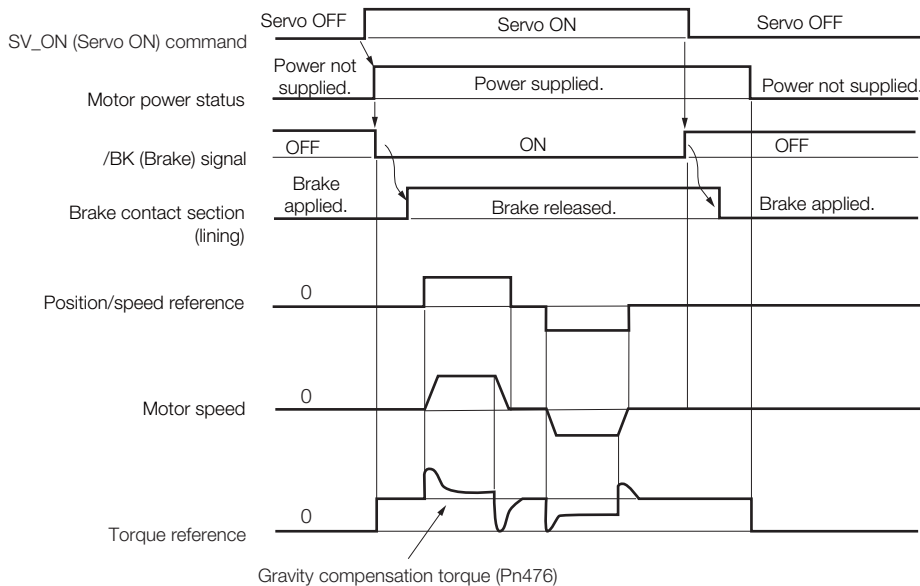 Servo OFF
Servo ON
Servo OFF
SV_ON (Servo ON) command
Power not
supplied.
Power supplied.
Power not supplied.
Motor power status
OFF
ON
OFF
/BK (Brake) signal
Brake
applied.
Brake released.
Brake applied.
Brake contact section
(lining)
0
Position/speed reference
0
Motor speed
0
Torque reference
Gravity compensation torque (Pn476)